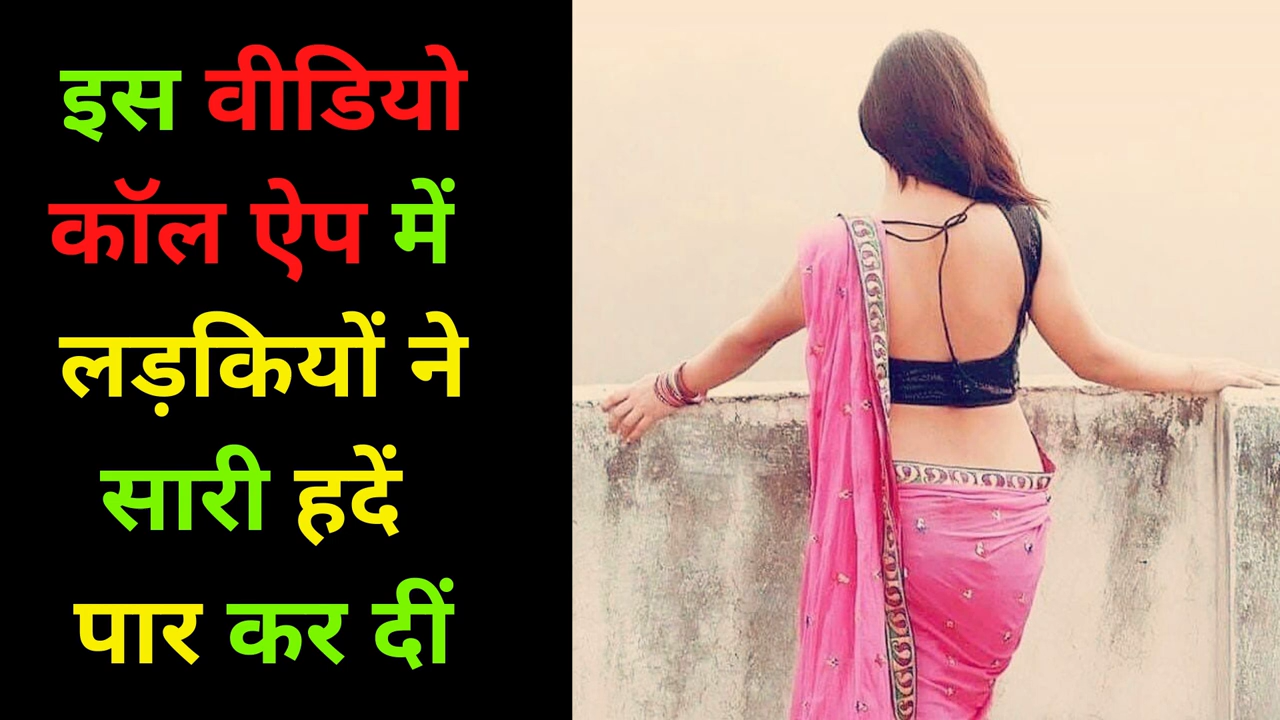 इस वीडियो
कॉल ऐप में
लड़कियों ने
सारी हदें
पार कर दीं